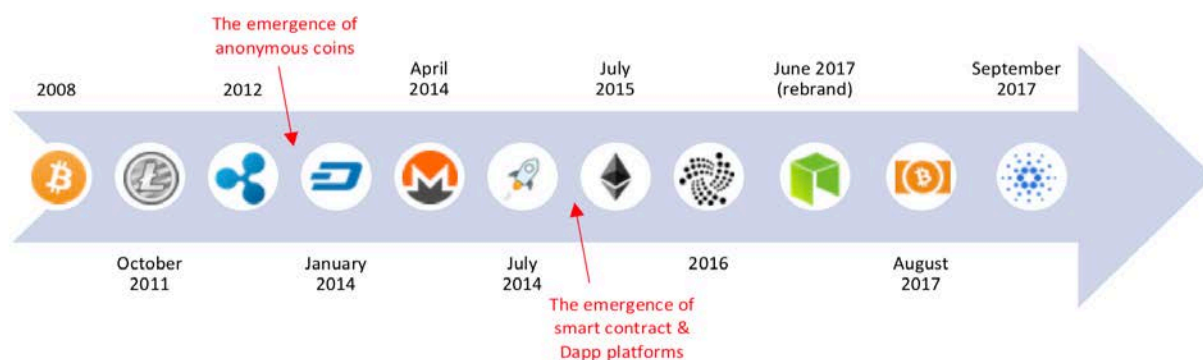 The emergence of
anonymous coins
2008
2012
April
2014
July
2015
June 2017
(rebrand)
September
2017
October
2011
January
2014
July
2014
2016
August
2017
The emergence of
smart contract &
Dapp platforms